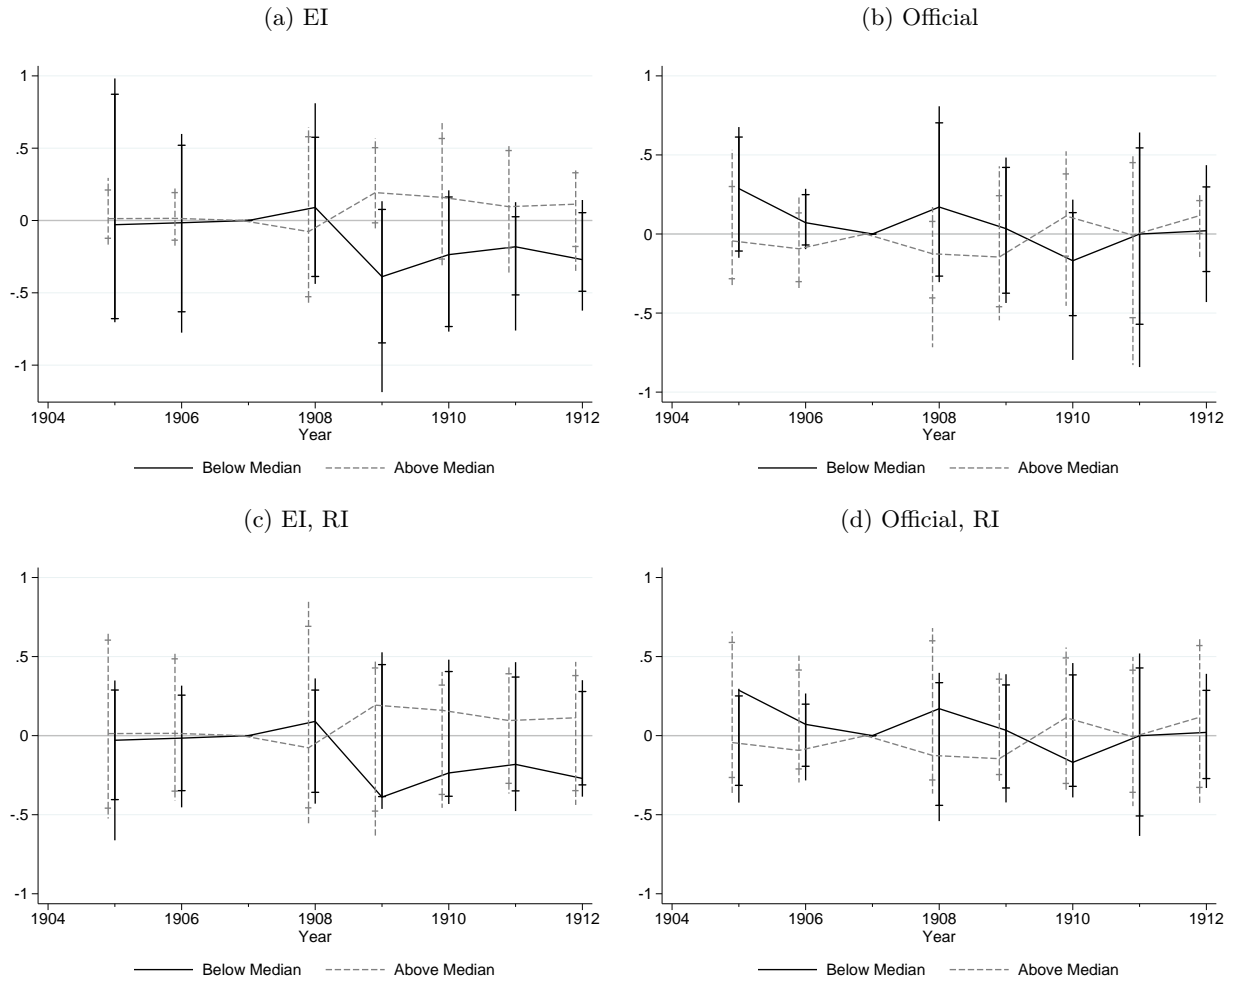 (a) EI
1
.5
0
-.5
-1
1904 1906 1908 1910 1912
Year
Below Median Above Median
(b) Official
1
.5
0
-.5
-1
1904 1906 1908 1910 1912
Year
Below Median Above Median
(c) EI, RI
1
.5
0
-.5
-1
1904 1906 1908 1910 1912
Year
Below Median Above Median
(d) Official, RI
1
.5
0
-.5
-1
1904 1906 1908 1910 1912
Year
Below Median Above Median